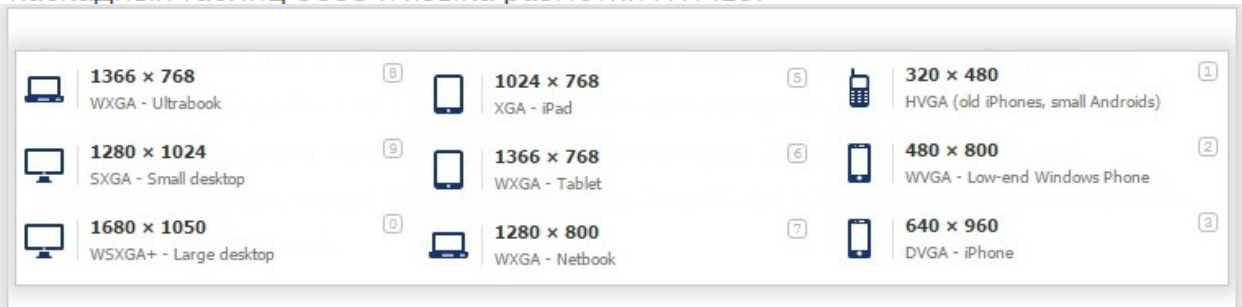 1366 × 768
8
WXGA - Ultrabook
1280 × 1024
9
SXGA - Small desktop
1680 × 1050
0
WSXGA+ - Large desktop
1024 × 768
5
XGA - iPad
1366 × 768
6
WXGA - Tablet
1280 × 800
7
WXGA - Netbook
320 × 480
1
HVGA (old iPhones, small Androids)
480 × 800
2
WVGA - Low-end Windows Phone
640 × 960
3
DVGA - iPhone